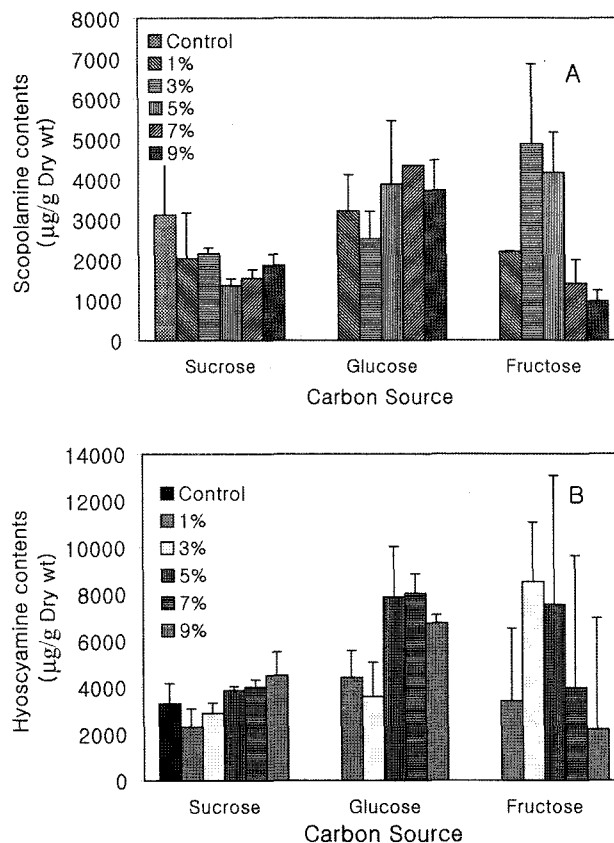 8000
7000
6000
5000
4000
3000
2000
1000
0
Scopolamine contents
(µg/g Dry wt)
Control
1%
3%
5%
7%
9%
A
Sucrose
Glucose
Fructose
Carbon Source
14000
12000
10000
8000
6000
4000
2000
0
Hyoscyamine contents
(µg/g Dry wt)
Control
1%
3%
5%
7%
9%
B
Sucrose
Glucose
Fructose
Carbon Source